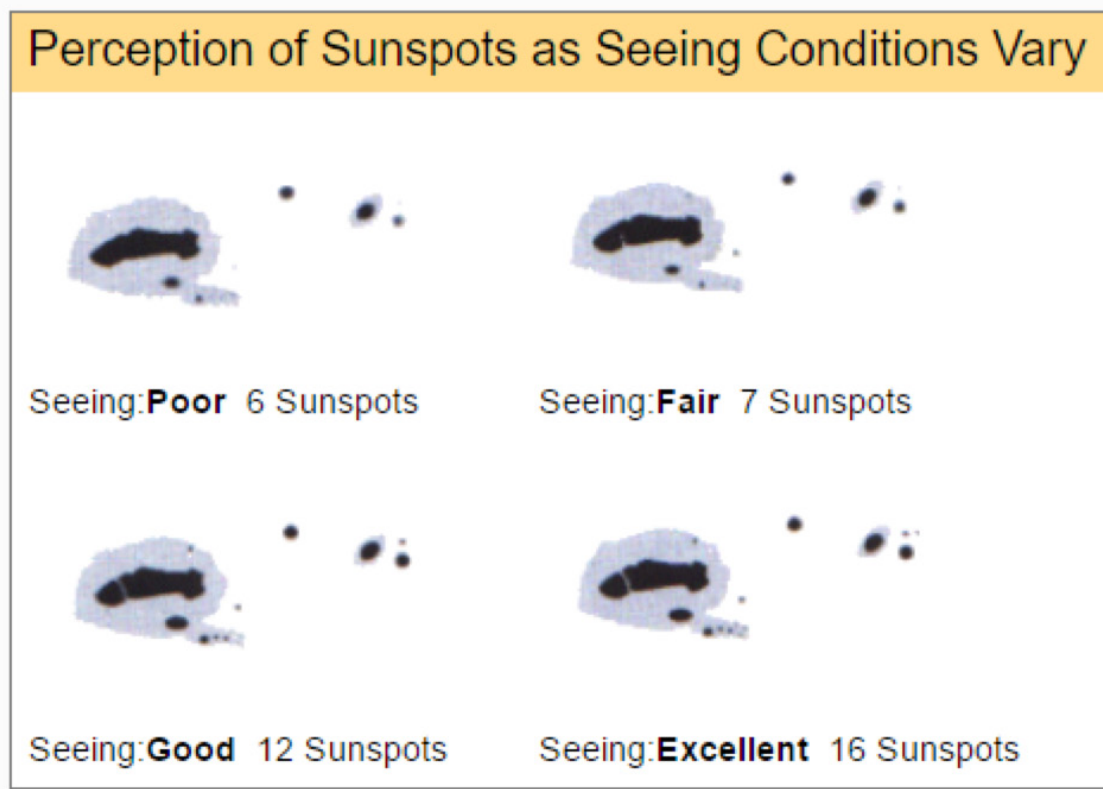 Perception of Sunspots as Seeing Conditions Vary
Seeing:Poor 6 Sunspots
Seeing:Fair 7 Sunspots
Seeing:Good 12 Sunspots
Seeing:Excellent 16 Sunspots